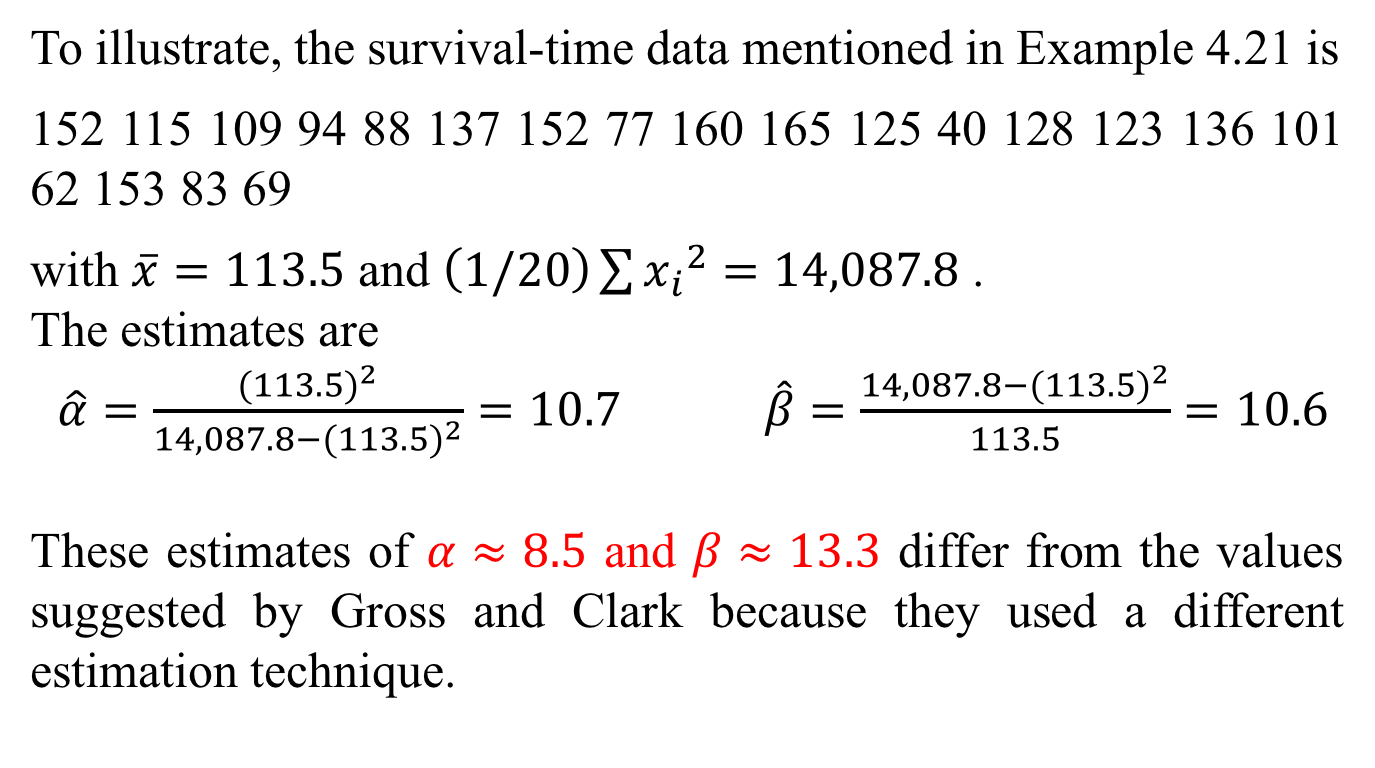 To illustrate, the survival-time data mentioned in Example 4.21 is
152 115 109 94 88 137 152 77 160 165 125 40 128 123 136 101
62 153 83 69
with x̄ = 113.5 and (1/20) ∑ xᵢ² = 14,087.8 .
The estimates are
α̂ = (113.5)² / 14,087.8−(113.5)² = 10.7 β̂ = 14,087.8−(113.5)² / 113.5 = 10.6
These estimates of α ≈ 8.5 and β ≈ 13.3 differ from the values
suggested by Gross and Clark because they used a different
estimation technique.